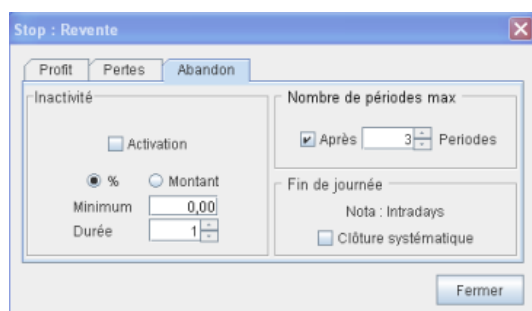 Stop : Revente
Profit Pertes Abandon
Inactivité
Activation
% Montant
Minimum 0,00
Durée 1
Nombre de périodes max
Après 3 Periodes
Fin de journée
Nota : Intradays
Clôture systématique
Fermer